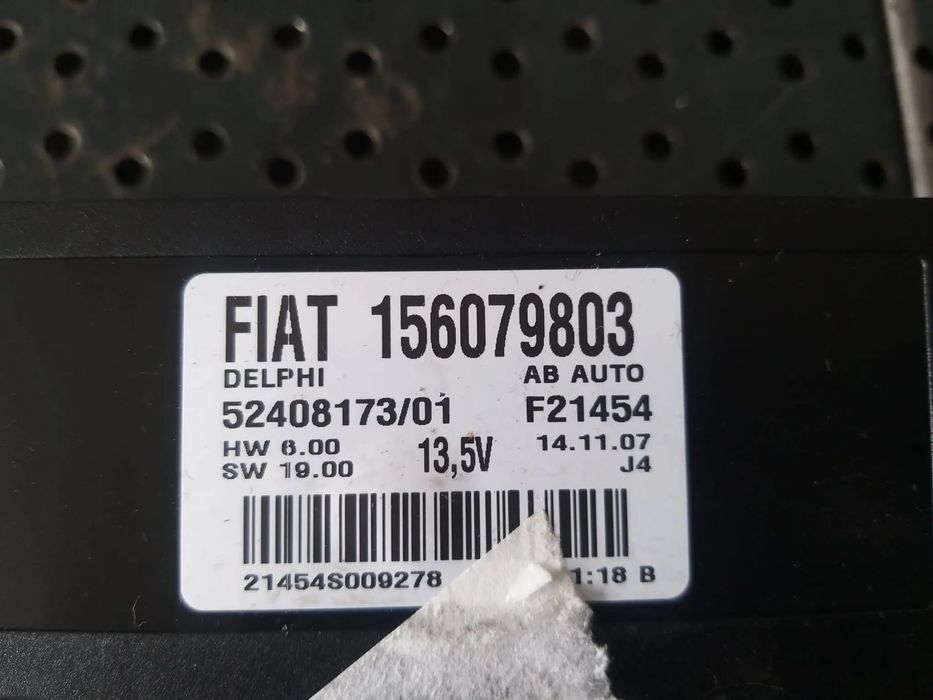 FIAT 156079803
DELPHI AB AUTO
52408173/01 F21454
HW 6.00 13,5V 14.11.07
SW 19.00 J4
21454S009278 1:18 B